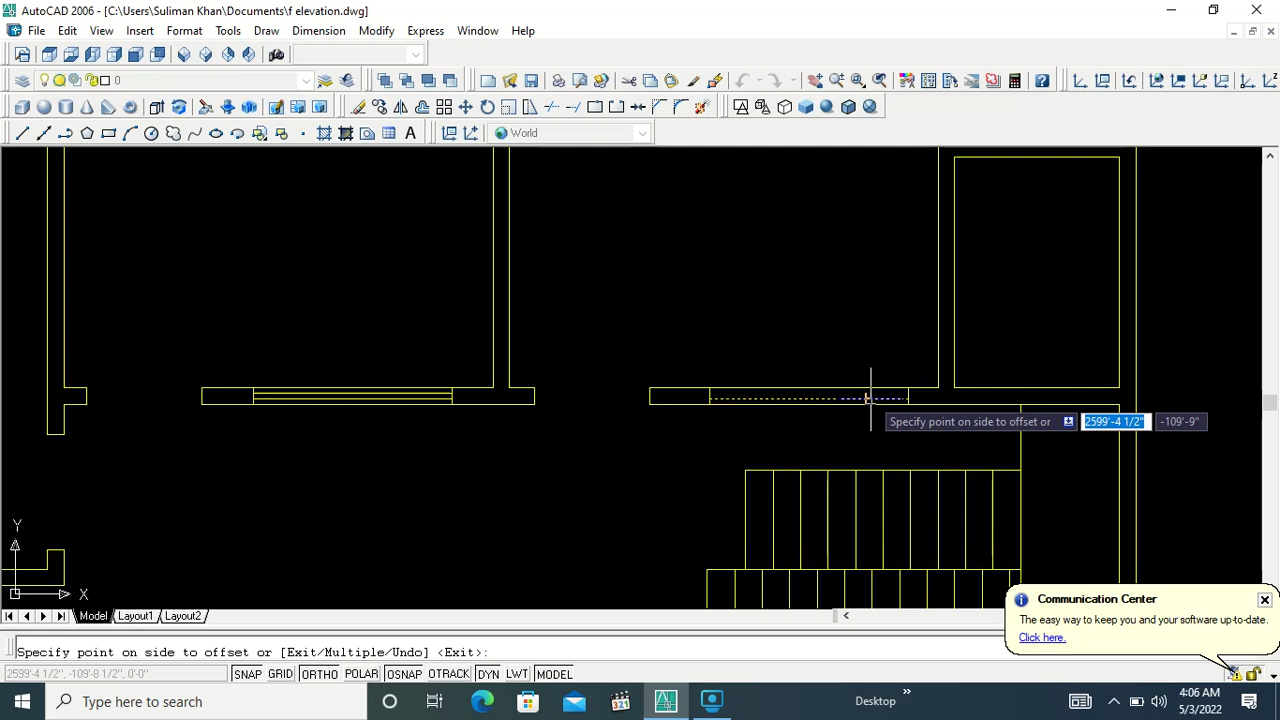 AutoCAD 2006 - [C:\Users\Suliman Khan\Documents\f elevation.dwg]
File Edit View Insert Format Tools Draw Dimension Modify Express Window Help
0
World
A
Specify point on side to offset or 2599'-4 1/2" -109'-9"
Y
X
Communication Center
The easy way to keep you and your software up-to-date.
Click here.
Model Layout1 Layout2
Specify point on side to offset or [Exit/Multiple/Undo] <Exit>:
2599'-4 1/2", -109'-8 1/2", 0'-0" SNAP GRID ORTHO POLAR OSNAP OTRACK DYN LWT MODEL
Type here to search
321
Desktop
4:06 AM
5/3/2022